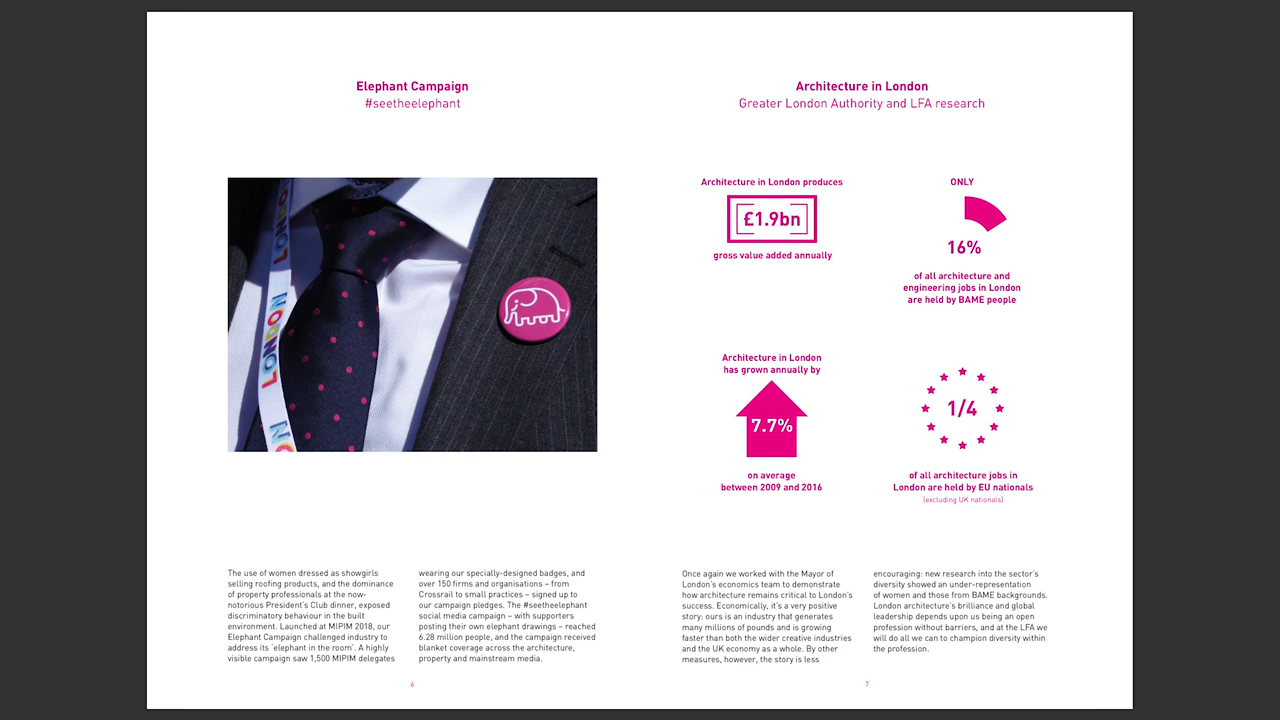 Elephant Campaign
#seetheelephant
LONDON
LONDON
The use of women dressed as showgirls
selling roofing products, and the dominance
of property professionals at the now-
notorious President's Club dinner, exposed
discriminatory behaviour in the built
environment. Launched at MIPIM 2018, our
Elephant Campaign challenged industry to
address its 'elephant in the room'. A highly
visible campaign saw 1,500 MIPIM delegates
wearing our specially-designed badges, and
over 150 firms and organisations – from
Crossrail to small practices – signed up to
our campaign pledges. The #seetheelephant
social media campaign – with supporters
posting their own elephant drawings – reached
6.28 million people, and the campaign received
blanket coverage across the architecture,
property and mainstream media.
6
Architecture in London
Greater London Authority and LFA research
Architecture in London produces
£1.9bn
gross value added annually
ONLY
16%
of all architecture and
engineering jobs in London
are held by BAME people
Architecture in London
has grown annually by
7.7%
on average
between 2009 and 2016
1/4
of all architecture jobs in
London are held by EU nationals
(excluding UK nationals)
Once again we worked with the Mayor of
London's economics team to demonstrate
how architecture remains critical to London's
success. Economically, it's a very positive
story: ours is an industry that generates
many millions of pounds and is growing
faster than both the wider creative industries
and the UK economy as a whole. By other
measures, however, the story is less
encouraging: new research into the sector's
diversity showed an under-representation
of women and those from BAME backgrounds.
London architecture's brilliance and global
leadership depends upon us being an open
profession without barriers, and at the LFA we
will do all we can to champion diversity within
the profession.
7